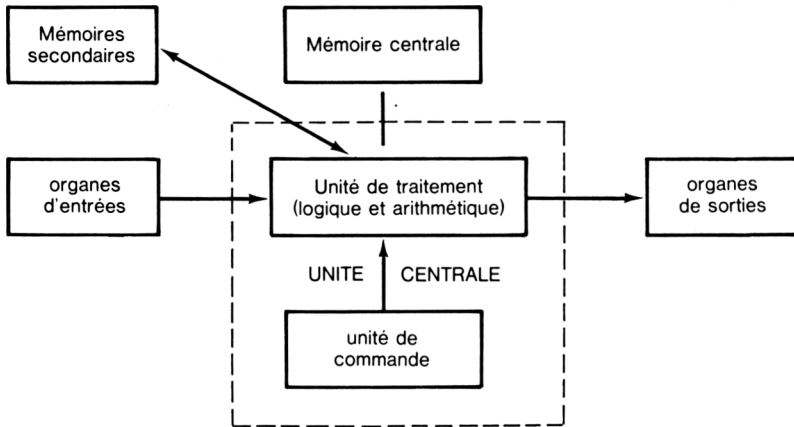 Mémoires
secondaires
Mémoire centrale
organes
d'entrées
Unité de traitement
(logique et arithmétique)
organes
de sorties
UNITE CENTRALE
unité de
commande